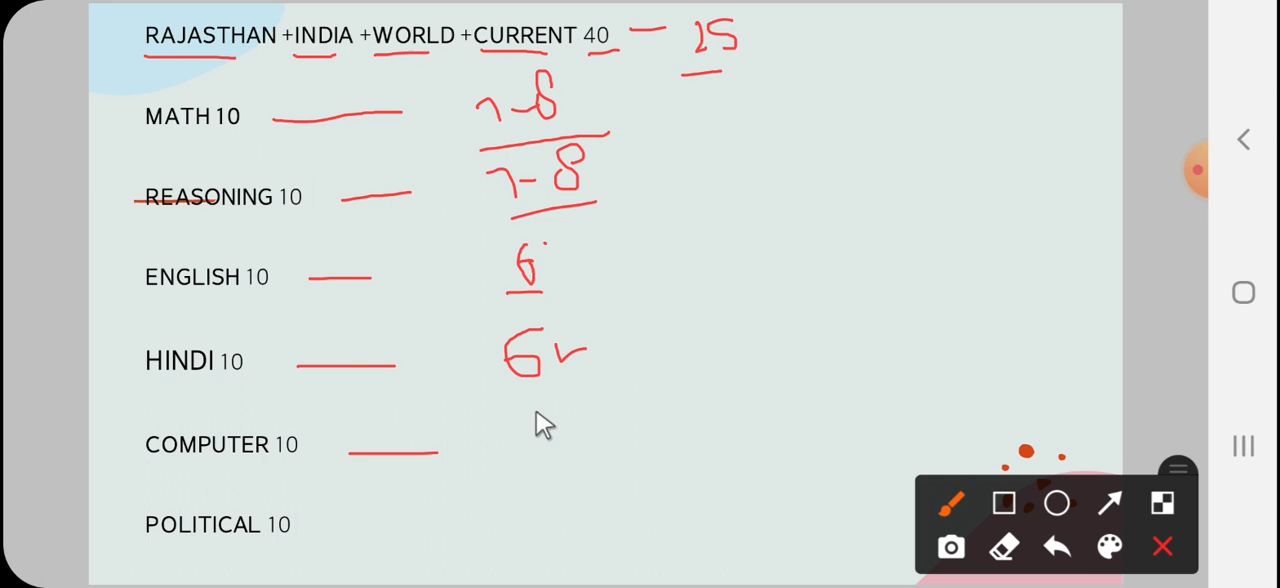 RAJASTHAN +INDIA +WORLD +CURRENT 40 — 25
MATH 10 7-8
REASONING 10 7-8
ENGLISH 10 6
HINDI 10 6
COMPUTER 10
POLITICAL 10